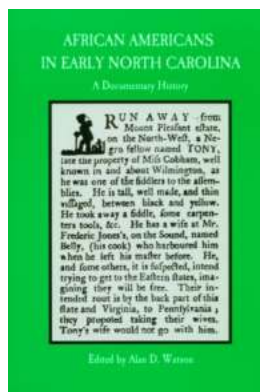 AFRICAN AMERICANS
IN EARLY NORTH CAROLINA
A Documentary History
RUN AWAY from
Mount Pleasant estate,
on the North-West, a Ne-
gro fellow named TONY,
late the property of Miss Cobham, well
known in and about Wilmington, as
he was one of the fiddlers to the assem-
blies. He is tall, well made, and thin
visaged, between black and yellow.
He took away a fiddle, some carpen-
ters tools, &c. He has a wife at Mr.
Frederic Jones's, on the Sound, named
Belly, (his cook) who harboured him
when he left his master before. He,
and some others, it is suspected, intend
trying to get to the Eastern states, ima-
gining they will be free. Their in-
tended root is by the back part of this
state and Virginia, to Pennsylvania;
they proposed taking their wives.
Tony's wife would not go with him.
Edited by Alan D. Watson